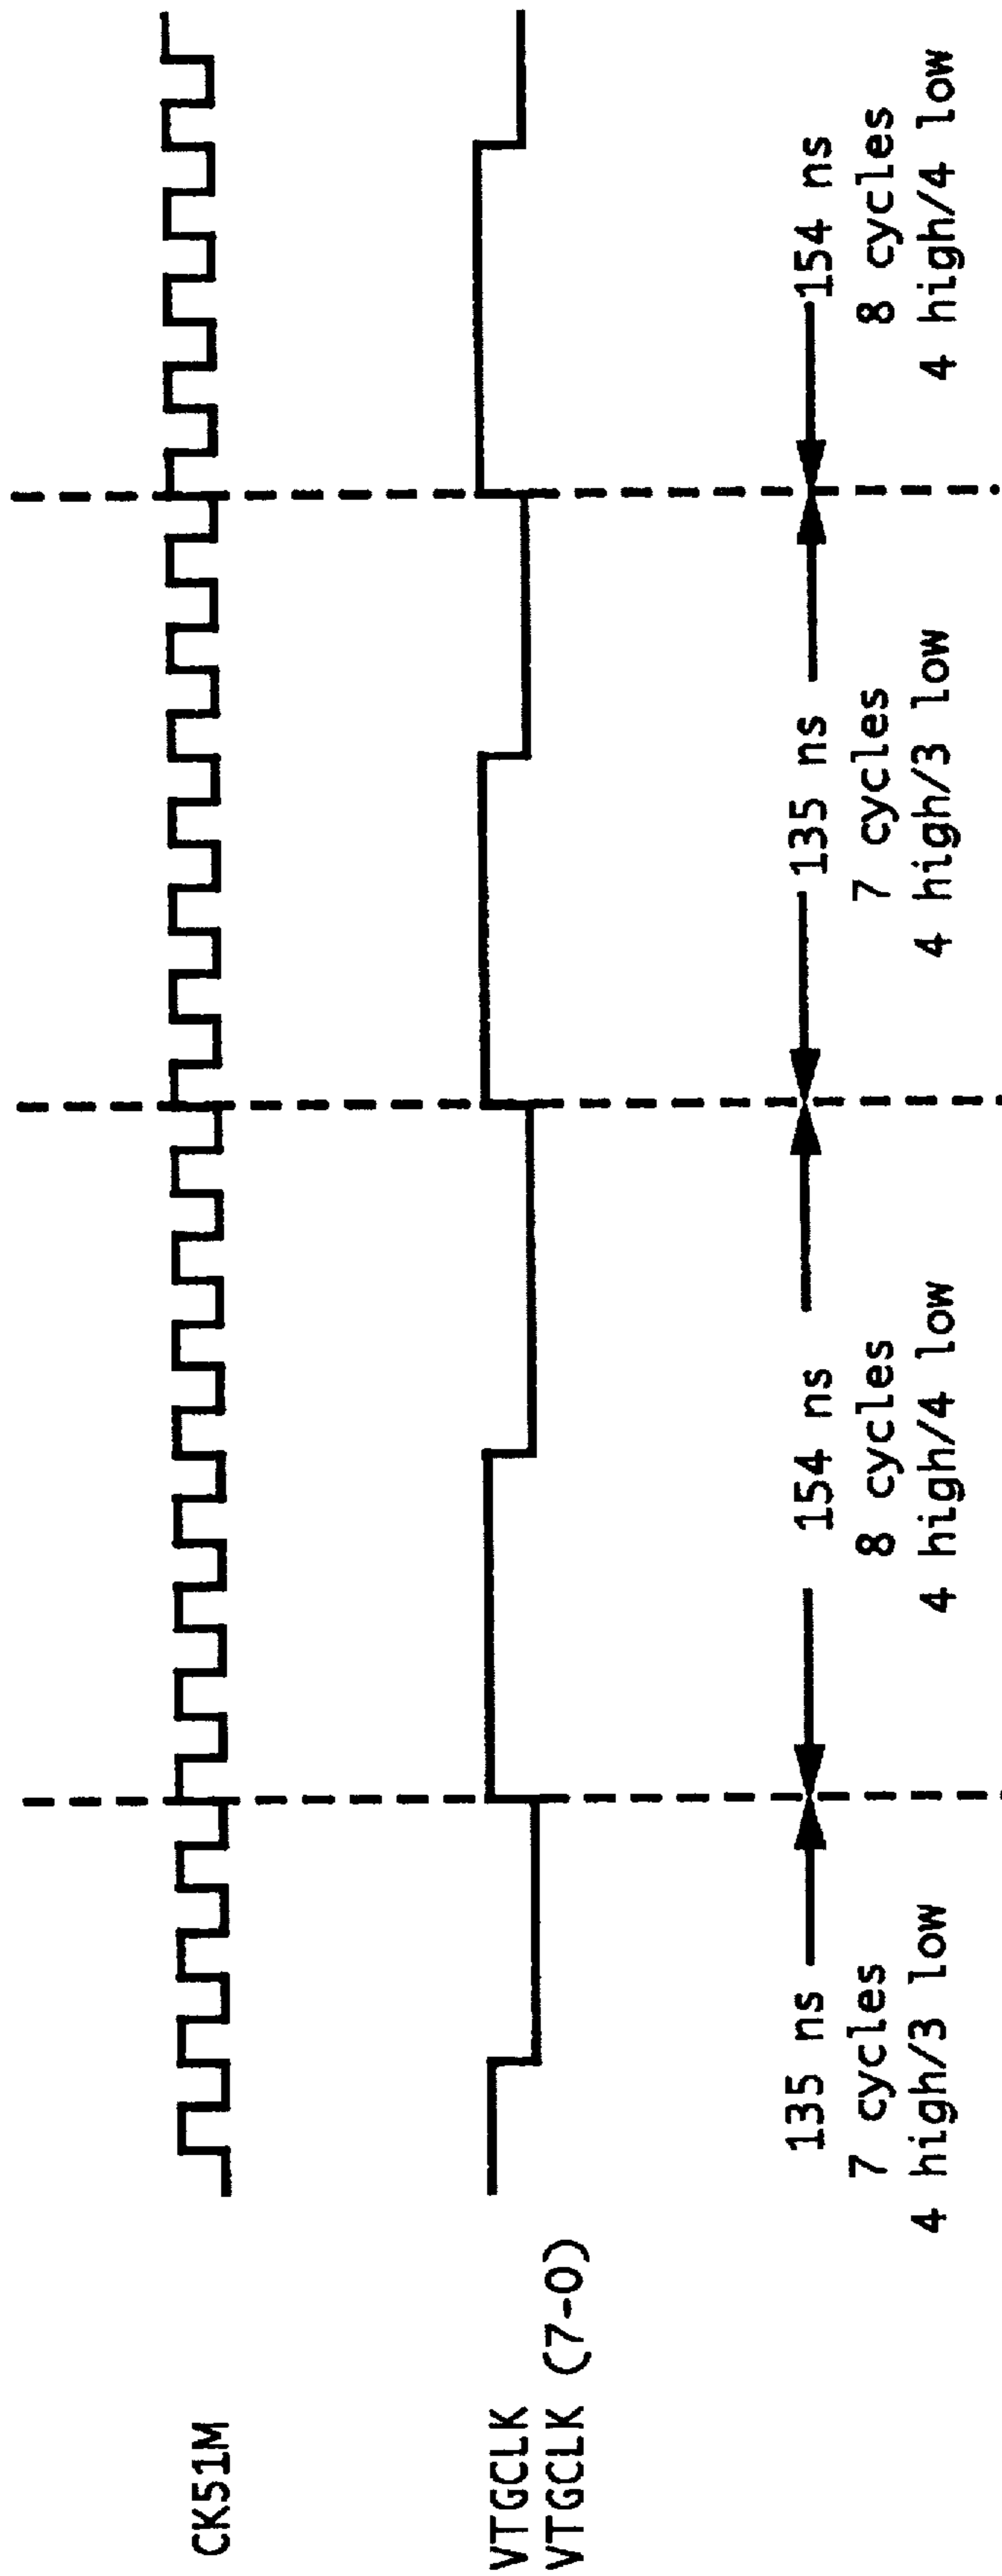 CK51M
VTGCLK
VTGCLK (7-0)
135 ns
7 cycles
4 high/3 low
154 ns
8 cycles
4 high/4 low
135 ns
7 cycles
4 high/3 low
154 ns
8 cycles
4 high/4 low